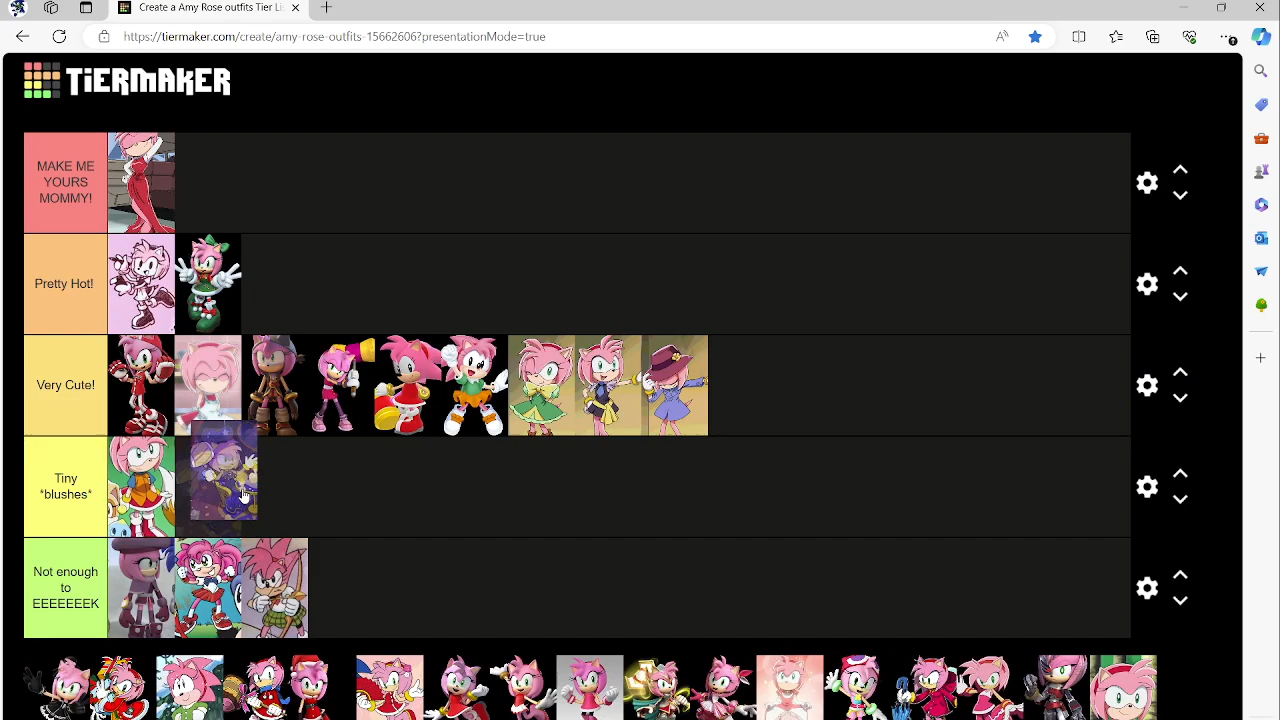 Create a Amy Rose outfits Tier Lis
https://tiermaker.com/create/amy-rose-outfits-15662606?presentationMode=true
TiERMAKER
MAKE ME
YOURS
MOMMY!
Pretty Hot!
Very Cute!
Tiny
*blushes*
Not enough
to
EEEEEEEK